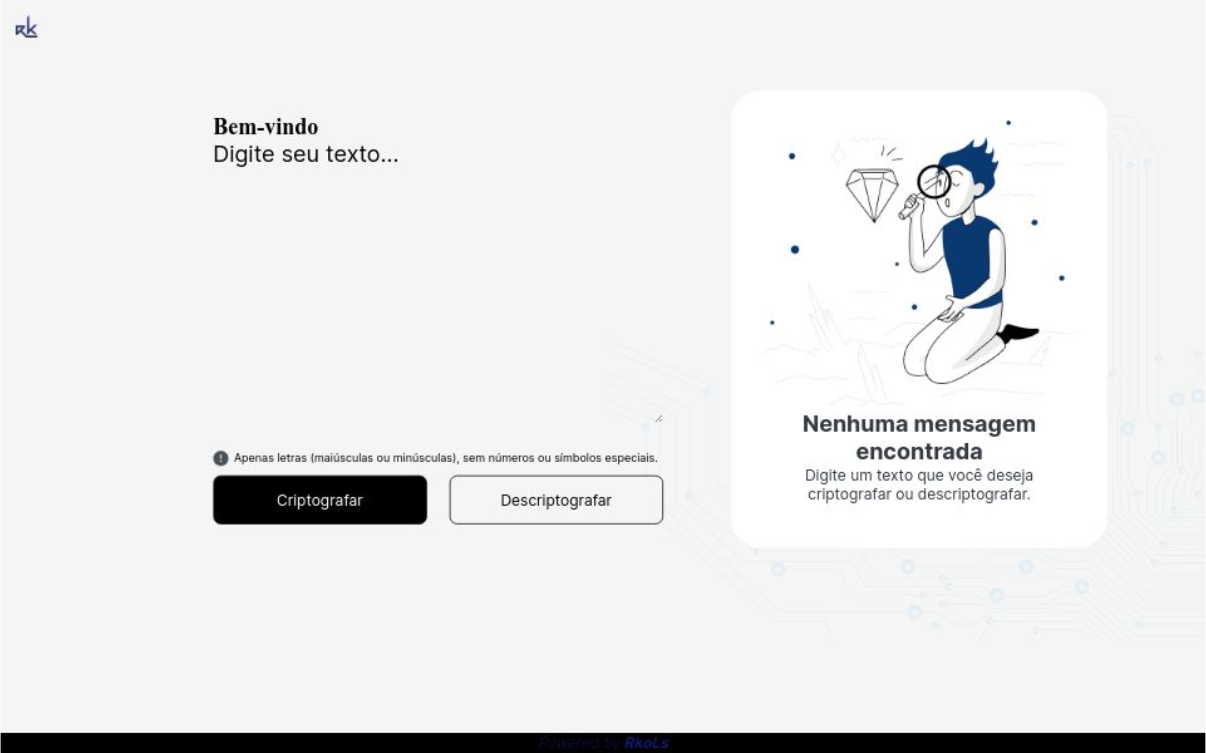 Rk
Bem-vindo
Digite seu texto...
Apenas letras (maiúsculas ou minúsculas), sem números ou símbolos especiais.
Criptografar
Descriptografar
Nenhuma mensagem
encontrada
Digite um texto que você deseja
criptografar ou descriptografar.
Powered by RkoLs